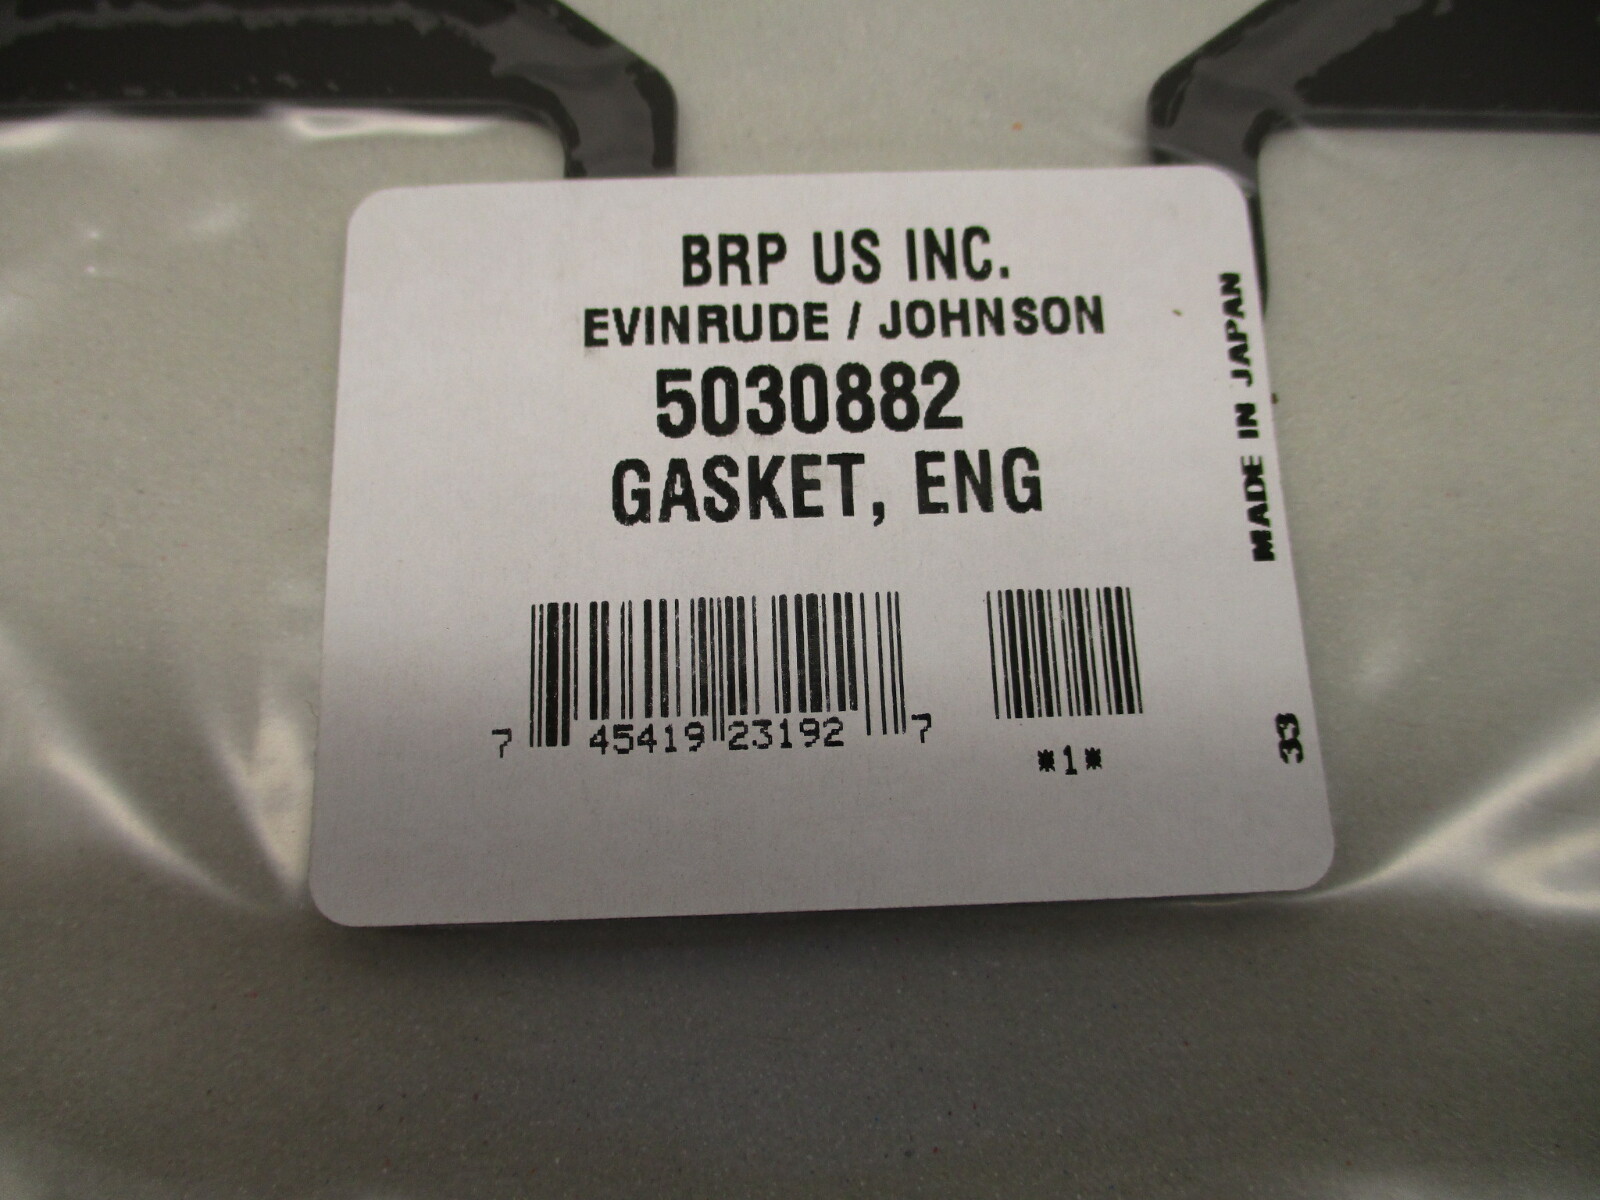 BRP US INC.
EVINRUDE / JOHNSON
5030882
GASKET, ENG
7 45419 23192 7
*1*
MADE IN JAPAN
33